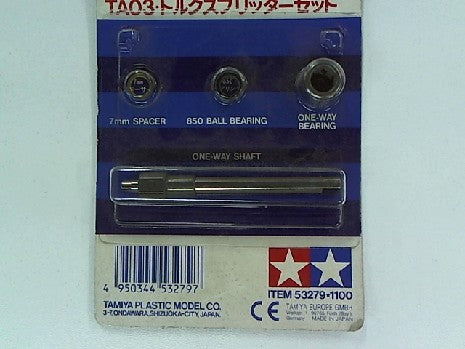 TA03・トルクスプリッターセット
7mm SPACER
850 BALL BEARING
ONE-WAY
BEARING
ONE-WAY SHAFT
4 950344 532797
TAMIYA PLASTIC MODEL CO.
3-7, ONDAWARA, SHIZUOKA-CITY, JAPAN.
ITEM 53279•1100
CE
TAMIYA EUROPE GmbH
Germany MADE IN JAPAN